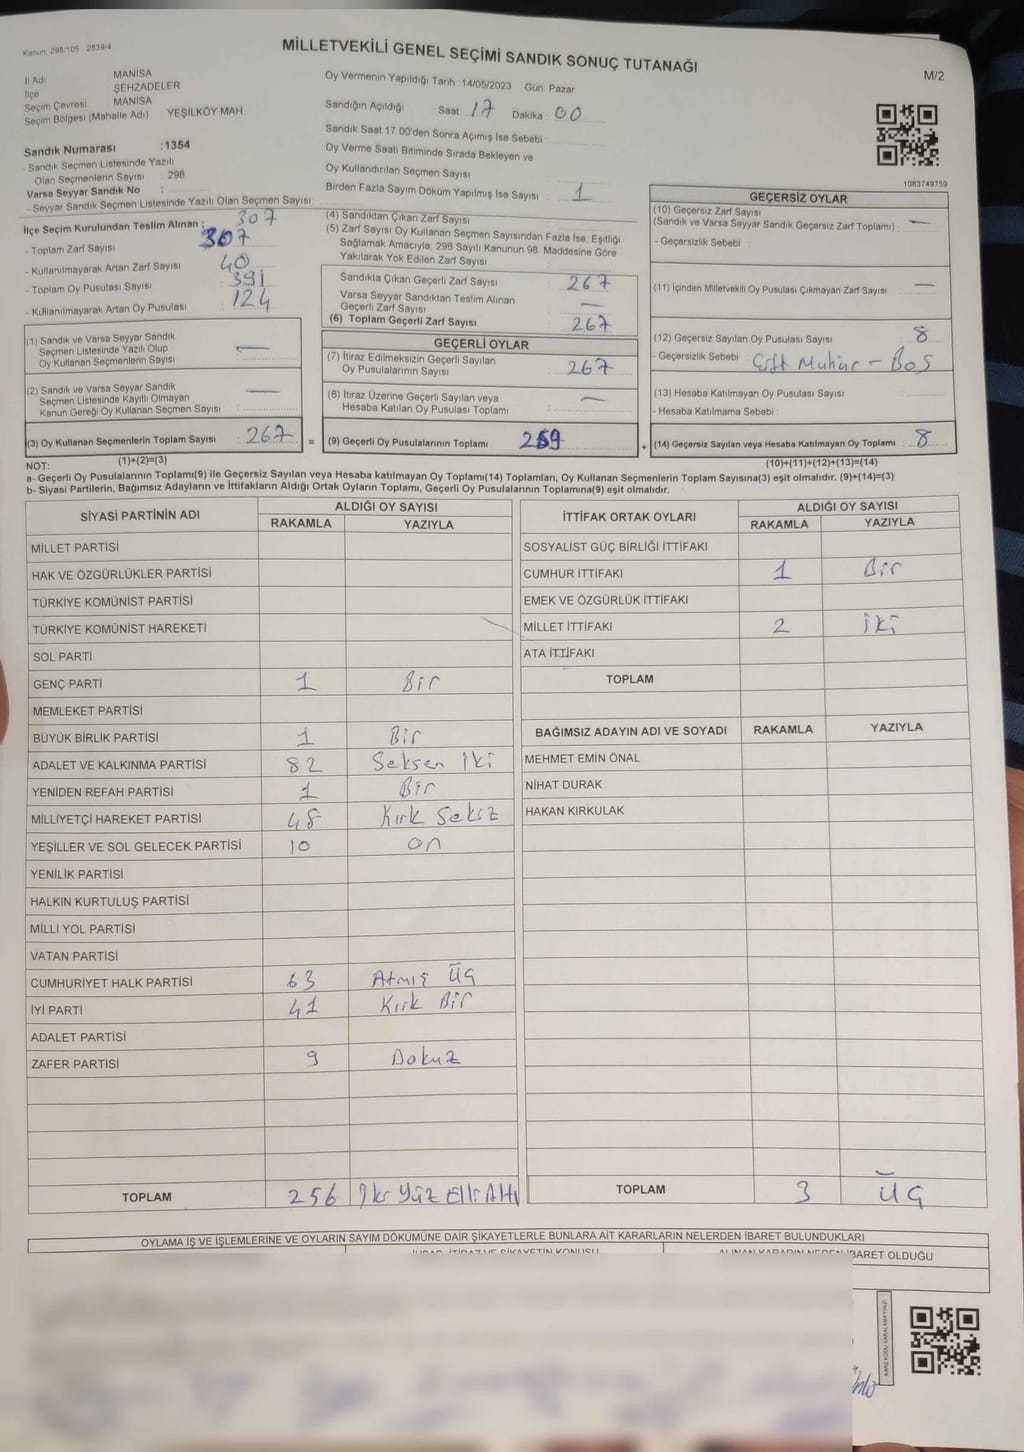 Kanun: 298/105 , 2839/4
MİLLETVEKİLİ GENEL SEÇİMİ SANDIK SONUÇ TUTANAĞI
M/2
İl Adı MANİSA
İlçe ŞEHZADELER
Seçim Çevresi MANİSA
Seçim Bölgesi (Mahalle Adı) YEŞİLKÖY MAH
Sandık Numarası :1354
- Sandık Seçmen Listesinde Yazılı
Olan Seçmenlerin Sayısı : 298
Varsa Seyyar Sandık No :
- Seyyar Sandık Seçmen Listesinde Yazılı Olan Seçmen Sayısı:
Oy Vermenin Yapıldığı Tarih :14/05/2023 Gün: Pazar
Sandığın Açıldığı Saat: 17 Dakika: 00
Sandık Saat 17 00'den Sonra Açımış İse Sebebi :
Oy Verme Saati Bitiminde Sırada Bekleyen ve
Oy Kullandırılan Seçmen Sayısı :
Birden Fazla Sayım Döküm Yapılmış İse Sayısı : 1
1083749759
İlçe Seçim Kurulundan Teslim Alınan : 307
- Toplam Zarf Sayısı 307
- Kullanılmayarak Artan Zarf Sayısı 40
- Toplam Oy Pusulası Sayısı 391
- Kullanılmayarak Artan Oy Pusulası 124
(1) Sandık ve Varsa Seyyar Sandık
Seçmen Listesinde Yazılı Olup
Oy Kullanan Seçmenlerin Sayısı —
(2) Sandık ve Varsa Seyyar Sandık
Seçmen Listesinde Kayıtlı Olmayan
Kanun Gereği Oy Kullanan Seçmen Sayısı : —
(3) Oy Kullanan Seçmenlerin Toplam Sayısı : 267 =
(1)+(2)=(3)
(4) Sandıktan Çıkan Zarf Sayısı
(5) Zarf Sayısı Oy Kullanan Seçmen Sayısından Fazla İse, Eşitliği
Sağlamak Amacıyla, 298 Sayılı Kanunun 98. Maddesine Göre
Yakılarak Yok Edilen Zarf Sayısı :
Sandıkta Çıkan Geçerli Zarf Sayısı : 267
Varsa Seyyar Sandıktan Teslim Alınan
Geçerli Zarf Sayısı : —
(6) Toplam Geçerli Zarf Sayısı 267
GEÇERLİ OYLAR
(7) İtiraz Edilmeksizin Geçerli Sayılan
Oy Pusulalarının Sayısı : 267
(8) İtiraz Üzerine Geçerli Sayılan veya
Hesaba Katılan Oy Pusulası Toplamı : —
(9) Geçerli Oy Pusulalarının Toplamı 259 +
GEÇERSİZ OYLAR
(10) Geçersiz Zarf Sayısı
(Sandık ve Varsa Seyyar Sandık Geçersiz Zarf Toplamı) : —
- Geçersizlik Sebebi :
(11) İçinden Milletvekili Oy Pusulası Çıkmayan Zarf Sayısı : —
(12) Geçersiz Sayılan Oy Pusulası Sayısı : 8
- Geçersizlik Sebebi : Çift Mühür - Boş
(13) Hesaba Katılmayan Oy Pusulası Sayısı :
- Hesaba Katılmama Sebebi :
(14) Geçersiz Sayılan veya Hesaba Katılmayan Oy Toplamı : 8
(10)+(11)+(12)+(13)=(14)
NOT:
a- Geçerli Oy Pusulalarının Toplamı(9) ile Geçersiz Sayılan veya Hesaba katılmayan Oy Toplamı(14) Toplamları, Oy Kullanan Seçmenlerin Toplam Sayısına(3) eşit olmalıdır. (9)+(14)=(3)
b- Siyasi Partilerin, Bağımsız Adayların ve İttifakların Aldığı Ortak Oyların Toplamı, Geçerli Oy Pusulalarının Toplamına(9) eşit olmalıdır.
SİYASİ PARTİNİN ADI ALDIĞI OY SAYISI
RAKAMLA YAZIYLA
MİLLET PARTİSİ
HAK VE ÖZGÜRLÜKLER PARTİSİ
TÜRKİYE KOMÜNİST PARTİSİ
TÜRKİYE KOMÜNİST HAREKETİ
SOL PARTİ
GENÇ PARTİ 1 Bir
MEMLEKET PARTİSİ
BÜYÜK BİRLİK PARTİSİ 1 Bir
ADALET VE KALKINMA PARTİSİ 82 Seksen İki
YENİDEN REFAH PARTİSİ 1 Bir
MİLLİYETÇİ HAREKET PARTİSİ 48 Kırk Sekiz
YEŞİLLER VE SOL GELECEK PARTİSİ 10 On
YENİLİK PARTİSİ
HALKIN KURTULUŞ PARTİSİ
MİLLİ YOL PARTİSİ
VATAN PARTİSİ
CUMHURİYET HALK PARTİSİ 63 Atmış Üç
İYİ PARTİ 41 Kırk Bir
ADALET PARTİSİ
ZAFER PARTİSİ 9 Dokuz
TOPLAM 256 İki Yüz Elli Altı
İTTİFAK ORTAK OYLARI ALDIĞI OY SAYISI
RAKAMLA YAZIYLA
SOSYALİST GÜÇ BİRLİĞİ İTTİFAKI
CUMHUR İTTİFAKI 1 Bir
EMEK VE ÖZGÜRLÜK İTTİFAKI
MİLLET İTTİFAKI 2 İki
ATA İTTİFAKI
TOPLAM
BAĞIMSIZ ADAYIN ADI VE SOYADI RAKAMLA YAZIYLA
MEHMET EMİN ÖNAL
NİHAT DURAK
HAKAN KIRKULAK
TOPLAM 3 ÜÇ
OYLAMA İŞ VE İŞLEMLERİNE VE OYLARIN SAYIM DÖKÜMÜNE DAİR ŞİKAYETLERLE BUNLARA AİT KARARLARIN NELERDEN İBARET BULUNDUKLARI
İBARET OLDUĞU
KARE KODU KARALAMAYINIZ!